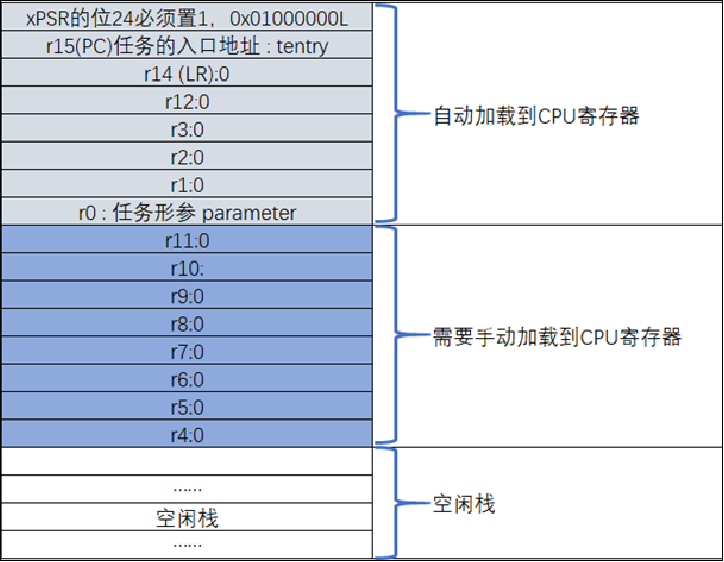 xPSR的位24必须置1，0x01000000L
r15(PC)任务的入口地址 : tentry
r14 (LR):0
r12:0
r3:0
r2:0
r1:0
r0 : 任务形参 parameter
自动加载到CPU寄存器
r11:0
r10:
r9:0
r8:0
r7:0
r6:0
r5:0
r4:0
需要手动加载到CPU寄存器
……
空闲栈
……
空闲栈